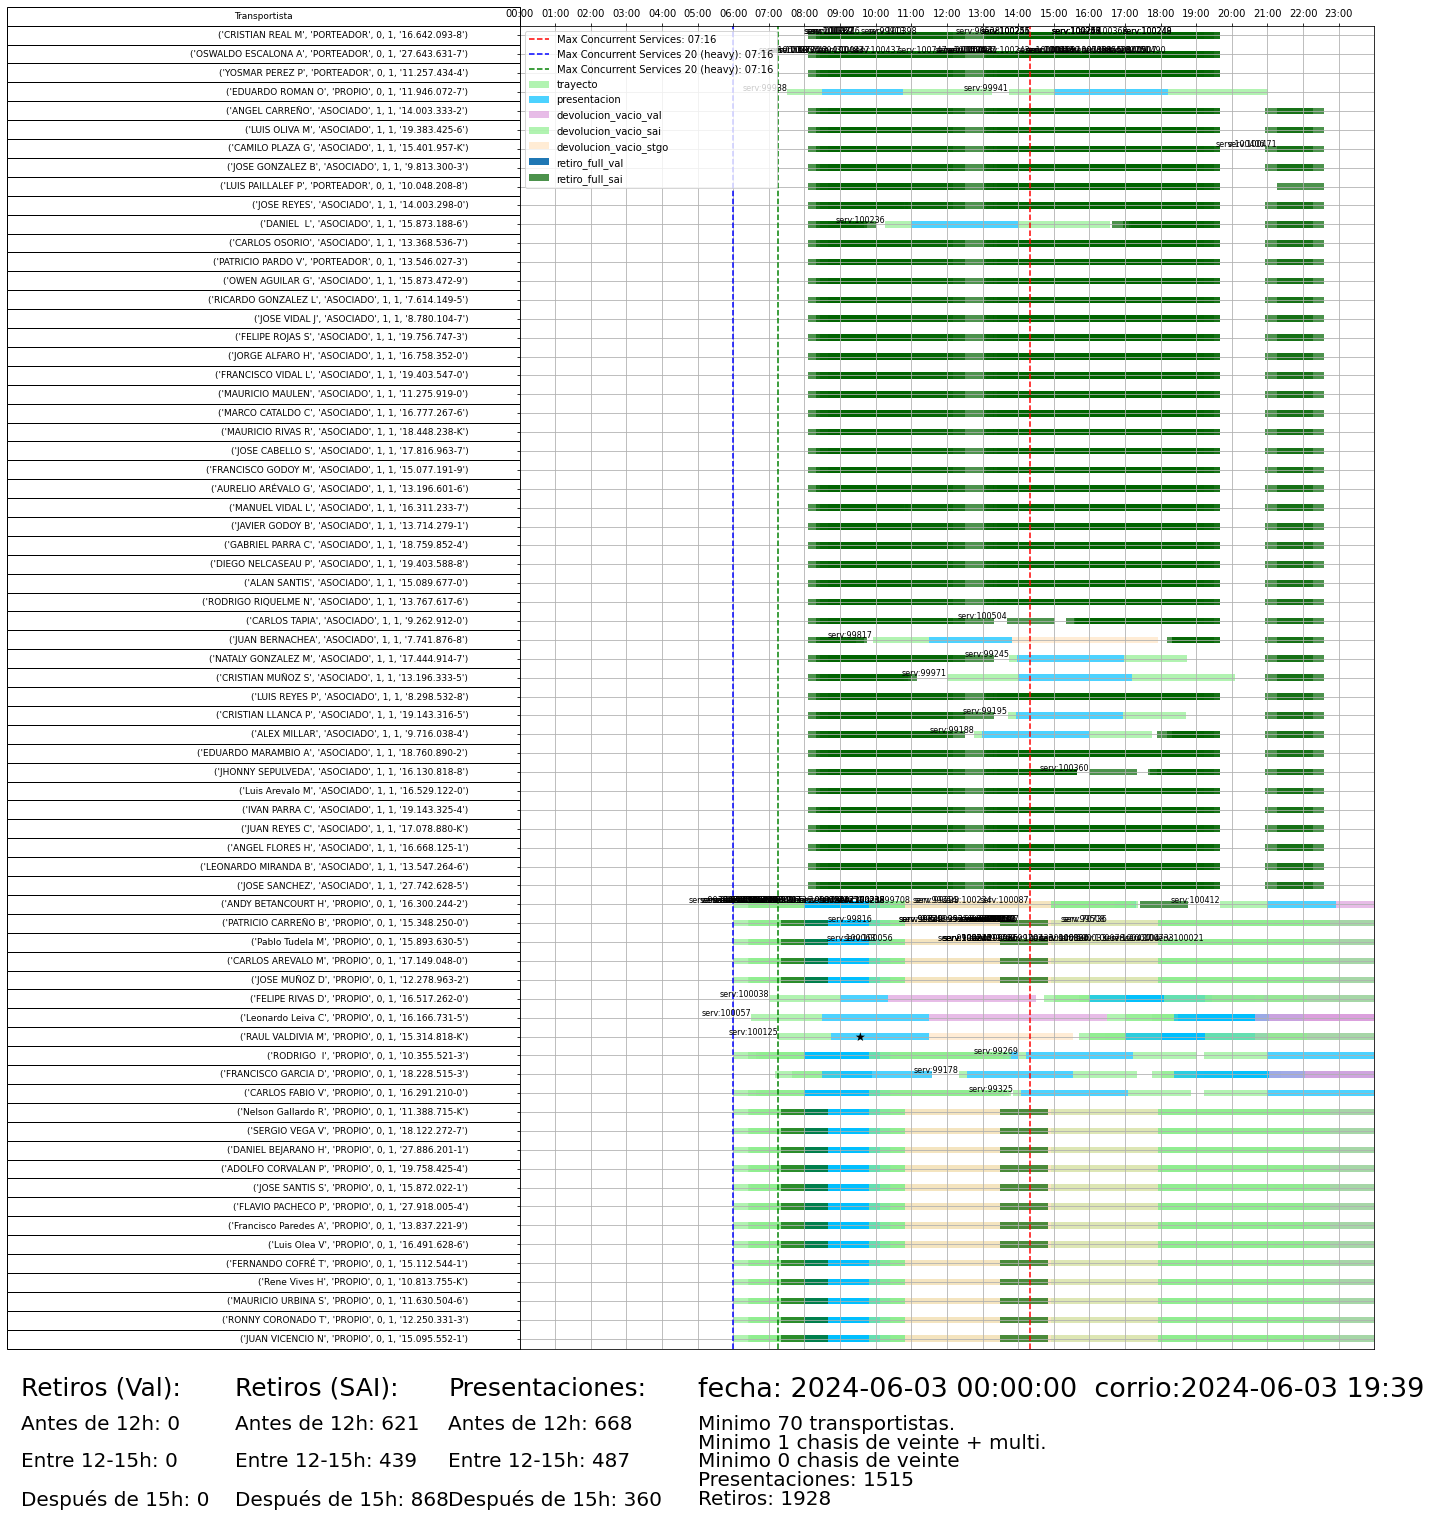 Transportista
00:00 01:00 02:00 03:00 04:00 05:00 06:00 07:00 08:00 09:00 10:00 11:00 12:00 13:00 14:00 15:00 16:00 17:00 18:00 19:00 20:00 21:00 22:00 23:00
Max Concurrent Services: 07:16
Max Concurrent Services 20 (heavy): 07:16
Max Concurrent Services 20 (heavy): 07:16
trayecto
presentacion
devolucion_vacio_val
devolucion_vacio_sai
devolucion_vacio_stgo
retiro_full_val
retiro_full_sai
('CRISTIAN REAL M', 'PORTEADOR', 0, 1, '16.642.093-8')
('OSWALDO ESCALONA A', 'PORTEADOR', 0, 1, '27.643.631-7')
('YOSMAR PEREZ P', 'PORTEADOR', 0, 1, '11.257.434-4')
('EDUARDO ROMAN O', 'PROPIO', 0, 1, '11.946.072-7') serv:99938 serv:99941
('ANGEL CARREÑO', 'ASOCIADO', 1, 1, '14.003.333-2')
('LUIS OLIVA M', 'ASOCIADO', 1, 1, '19.383.425-6')
('CAMILO PLAZA G', 'ASOCIADO', 1, 1, '15.401.957-K')
('JOSE GONZALEZ B', 'ASOCIADO', 1, 1, '9.813.300-3')
('LUIS PAILLALEF P', 'PORTEADOR', 0, 1, '10.048.208-8')
('JOSE REYES', 'ASOCIADO', 1, 1, '14.003.298-0')
('DANIEL  L', 'ASOCIADO', 1, 1, '15.873.188-6') serv:100236
('CARLOS OSORIO', 'ASOCIADO', 1, 1, '13.368.536-7')
('PATRICIO PARDO V', 'PORTEADOR', 0, 1, '13.546.027-3')
('OWEN AGUILAR G', 'ASOCIADO', 1, 1, '15.873.472-9')
('RICARDO GONZALEZ L', 'ASOCIADO', 1, 1, '7.614.149-5')
('JOSE VIDAL J', 'ASOCIADO', 1, 1, '8.780.104-7')
('FELIPE ROJAS S', 'ASOCIADO', 1, 1, '19.756.747-3')
('JORGE ALFARO H', 'ASOCIADO', 1, 1, '16.758.352-0')
('FRANCISCO VIDAL L', 'ASOCIADO', 1, 1, '19.403.547-0')
('MAURICIO MAULEN', 'ASOCIADO', 1, 1, '11.275.919-0')
('MARCO CATALDO C', 'ASOCIADO', 1, 1, '16.777.267-6')
('MAURICIO RIVAS R', 'ASOCIADO', 1, 1, '18.448.238-K')
('JOSE CABELLO S', 'ASOCIADO', 1, 1, '17.816.963-7')
('FRANCISCO GODOY M', 'ASOCIADO', 1, 1, '15.077.191-9')
('AURELIO ARÉVALO G', 'ASOCIADO', 1, 1, '13.196.601-6')
('MANUEL VIDAL L', 'ASOCIADO', 1, 1, '16.311.233-7')
('JAVIER GODOY B', 'ASOCIADO', 1, 1, '13.714.279-1')
('GABRIEL PARRA C', 'ASOCIADO', 1, 1, '18.759.852-4')
('DIEGO NELCASEAU P', 'ASOCIADO', 1, 1, '19.403.588-8')
('ALAN SANTIS', 'ASOCIADO', 1, 1, '15.089.677-0')
('RODRIGO RIQUELME N', 'ASOCIADO', 1, 1, '13.767.617-6')
('CARLOS TAPIA', 'ASOCIADO', 1, 1, '9.262.912-0') serv:100504
('JUAN BERNACHEA', 'ASOCIADO', 1, 1, '7.741.876-8') serv:99817
('NATALY GONZALEZ M', 'ASOCIADO', 1, 1, '17.444.914-7') serv:99245
('CRISTIAN MUÑOZ S', 'ASOCIADO', 1, 1, '13.196.333-5') serv:99971
('LUIS REYES P', 'ASOCIADO', 1, 1, '8.298.532-8')
('CRISTIAN LLANCA P', 'ASOCIADO', 1, 1, '19.143.316-5') serv:99195
('ALEX MILLAR', 'ASOCIADO', 1, 1, '9.716.038-4') serv:99188
('EDUARDO MARAMBIO A', 'ASOCIADO', 1, 1, '18.760.890-2')
('JHONNY SEPULVEDA', 'ASOCIADO', 1, 1, '16.130.818-8') serv:100360
('Luis Arevalo M', 'ASOCIADO', 1, 1, '16.529.122-0')
('IVAN PARRA C', 'ASOCIADO', 1, 1, '19.143.325-4')
('JUAN REYES C', 'ASOCIADO', 1, 1, '17.078.880-K')
('ANGEL FLORES H', 'ASOCIADO', 1, 1, '16.668.125-1')
('LEONARDO MIRANDA B', 'ASOCIADO', 1, 1, '13.547.264-6')
('JOSE SANCHEZ', 'ASOCIADO', 1, 1, '27.742.628-5')
('ANDY BETANCOURT H', 'PROPIO', 0, 1, '16.300.244-2') serv:100412
('PATRICIO CARREÑO B', 'PROPIO', 0, 1, '15.348.250-0') serv:99816
('Pablo Tudela M', 'PROPIO', 0, 1, '15.893.630-5')
('CARLOS AREVALO M', 'PROPIO', 0, 1, '17.149.048-0')
('JOSE MUÑOZ D', 'PROPIO', 0, 1, '12.278.963-2')
('FELIPE RIVAS D', 'PROPIO', 0, 1, '16.517.262-0') serv:100038
('Leonardo Leiva C', 'PROPIO', 0, 1, '16.166.731-5') serv:100057
('RAUL VALDIVIA M', 'PROPIO', 0, 1, '15.314.818-K') serv:100125
('RODRIGO  I', 'PROPIO', 0, 1, '10.355.521-3') serv:99269
('FRANCISCO GARCIA D', 'PROPIO', 0, 1, '18.228.515-3') serv:99178
('CARLOS FABIO V', 'PROPIO', 0, 1, '16.291.210-0') serv:99325
('Nelson Gallardo R', 'PROPIO', 0, 1, '11.388.715-K')
('SERGIO VEGA V', 'PROPIO', 0, 1, '18.122.272-7')
('DANIEL BEJARANO H', 'PROPIO', 0, 1, '27.886.201-1')
('ADOLFO CORVALAN P', 'PROPIO', 0, 1, '19.758.425-4')
('JOSE SANTIS S', 'PROPIO', 0, 1, '15.872.022-1')
('FLAVIO PACHECO P', 'PROPIO', 0, 1, '27.918.005-4')
('Francisco Paredes A', 'PROPIO', 0, 1, '13.837.221-9')
('Luis Olea V', 'PROPIO', 0, 1, '16.491.628-6')
('FERNANDO COFRÉ T', 'PROPIO', 0, 1, '15.112.544-1')
('Rene Vives H', 'PROPIO', 0, 1, '10.813.755-K')
('MAURICIO URBINA S', 'PROPIO', 0, 1, '11.630.504-6')
('RONNY CORONADO T', 'PROPIO', 0, 1, '12.250.331-3')
('JUAN VICENCIO N', 'PROPIO', 0, 1, '15.095.552-1')
Retiros (Val):
Antes de 12h: 0
Entre 12-15h: 0
Después de 15h: 0
Retiros (SAI):
Antes de 12h: 621
Entre 12-15h: 439
Después de 15h: 868
Presentaciones:
Antes de 12h: 668
Entre 12-15h: 487
Después de 15h: 360
fecha: 2024-06-03 00:00:00  corrio:2024-06-03 19:39
Minimo 70 transportistas.
Minimo 1 chasis de veinte + multi.
Minimo 0 chasis de veinte
Presentaciones: 1515
Retiros: 1928